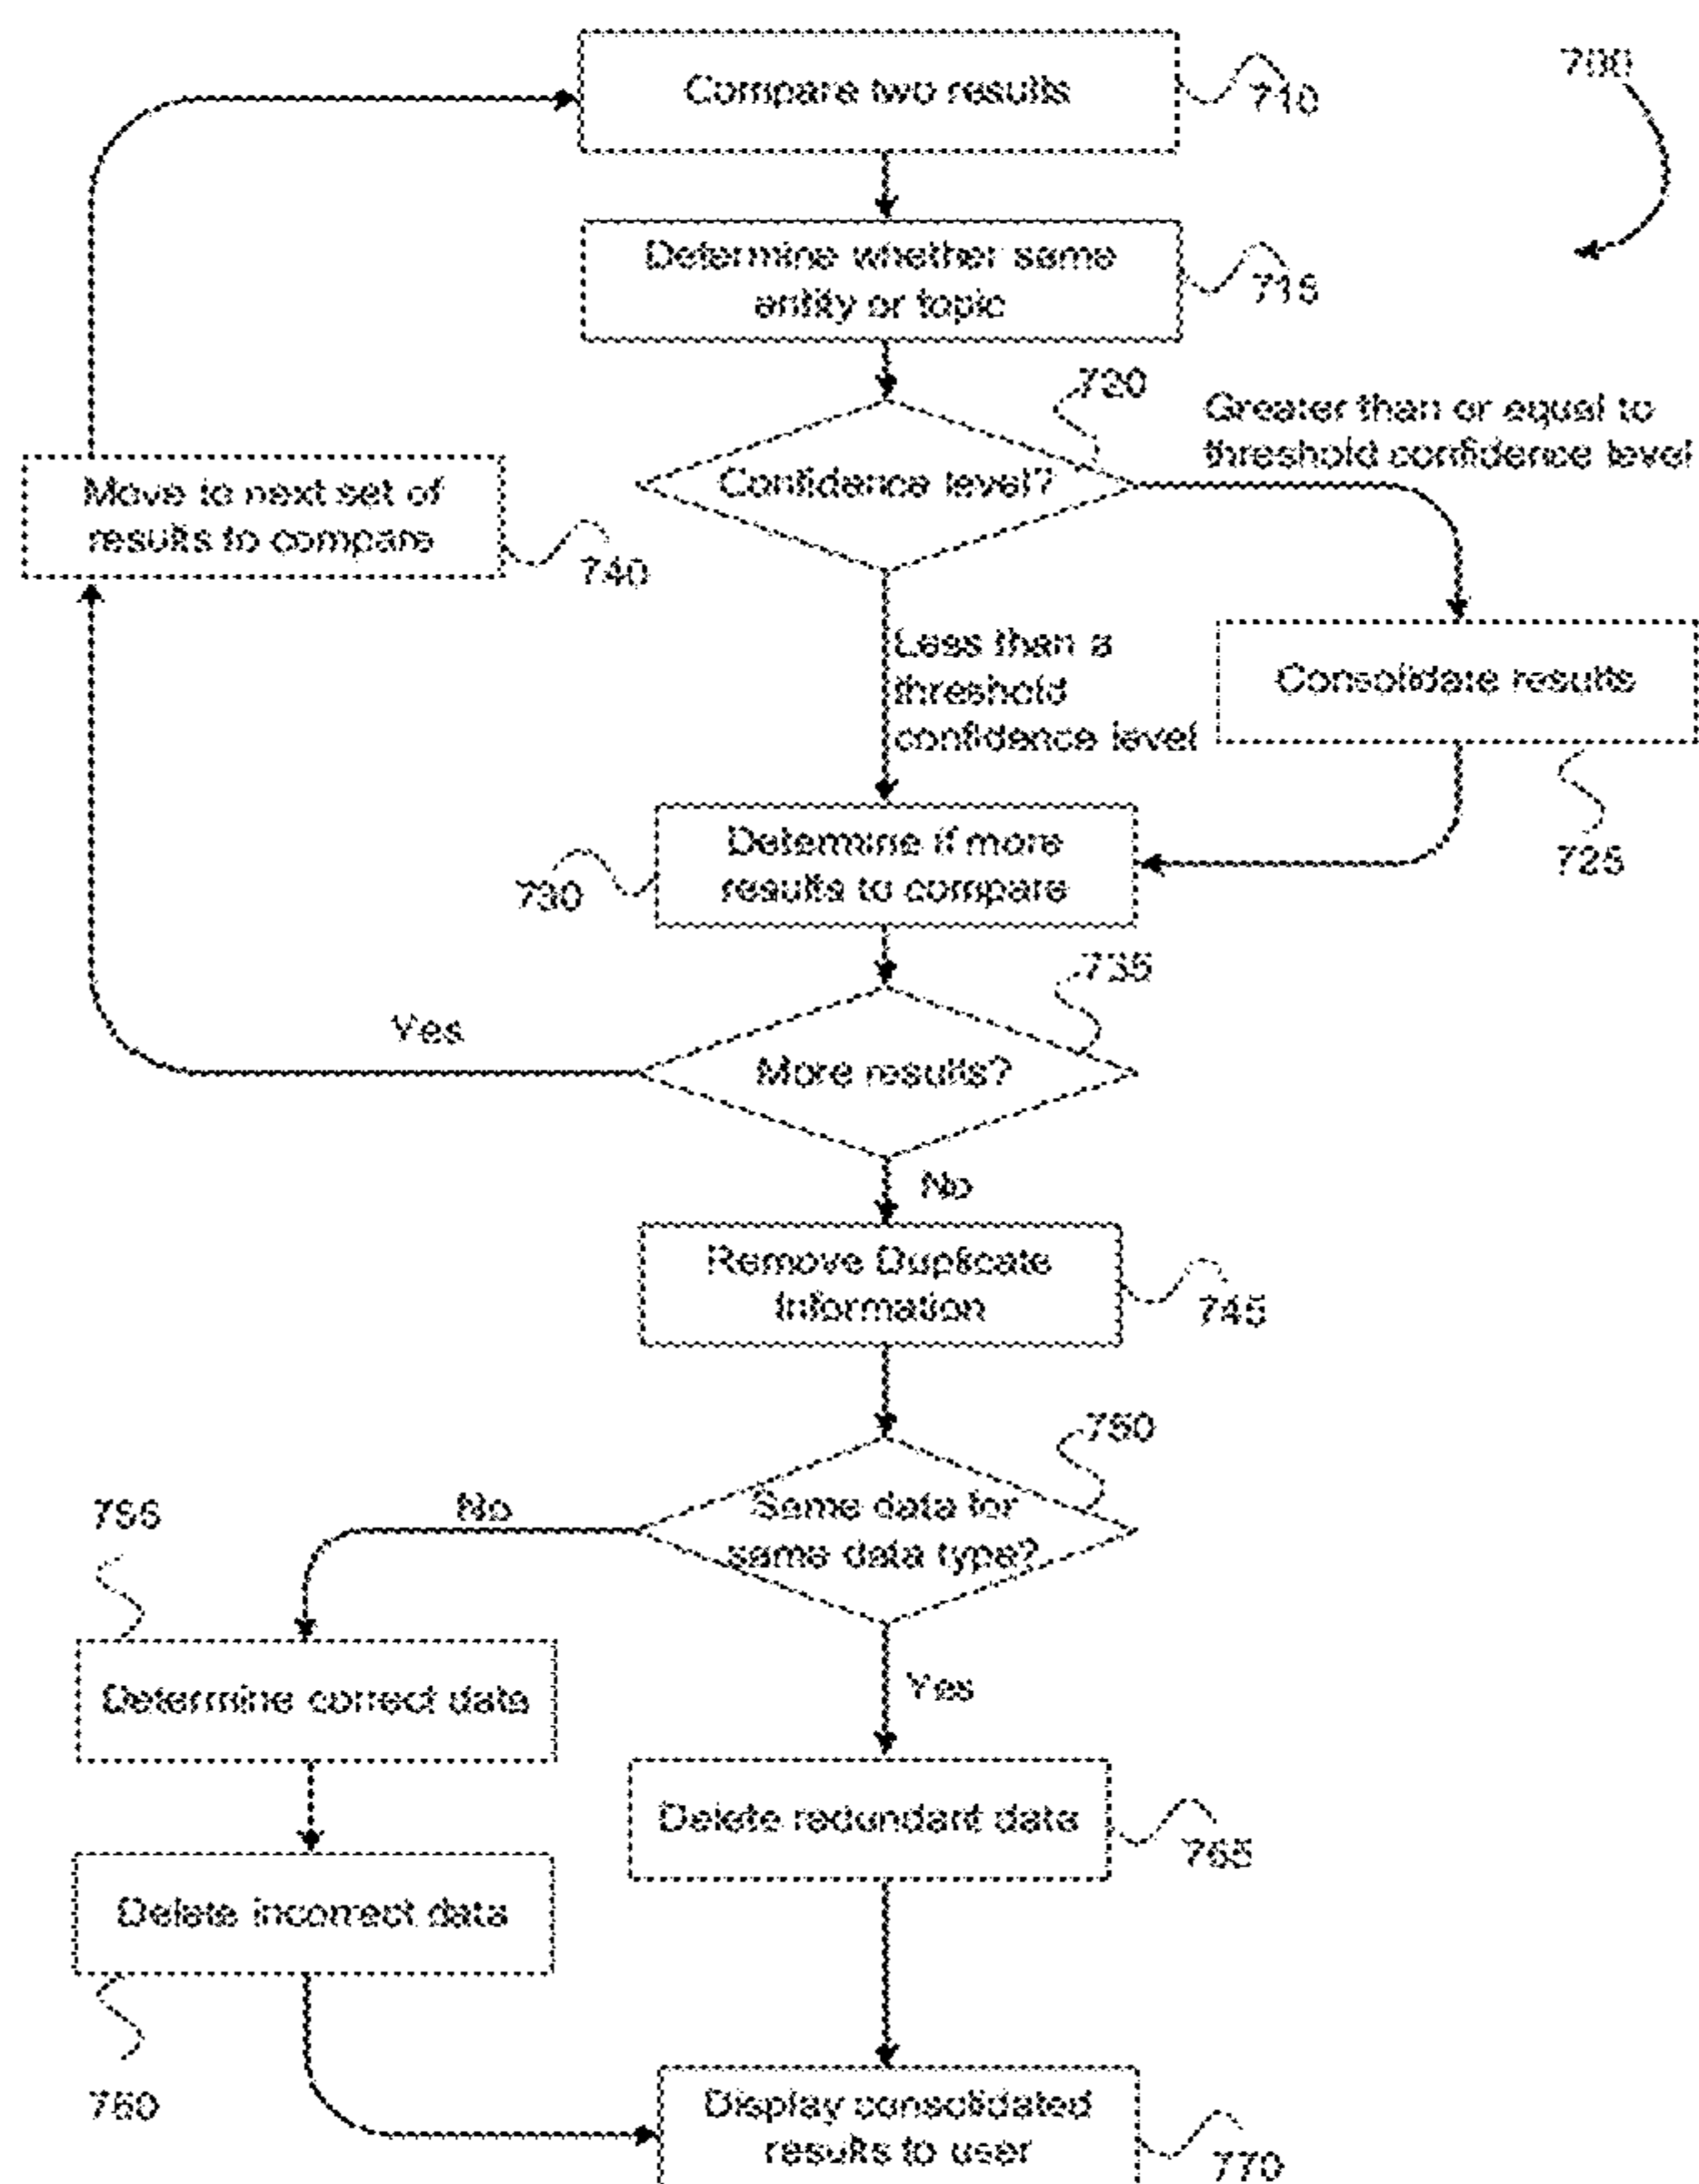 700
Compare two results
710
Determine whether same
entity or topic
715
720
Confidence level?
Greater than or equal to
threshold confidence level
Move to next set of
results to compare
740
Less than a
threshold
confidence level
Consolidate results
725
Determine if more
results to compare
730
735
More results?
Yes
No
Remove Duplicate
Information
745
750
Same data for
same data type?
No
755
Yes
Determine correct data
Delete redundant data
765
Delete incorrect data
760
Display consolidated
results to user
770